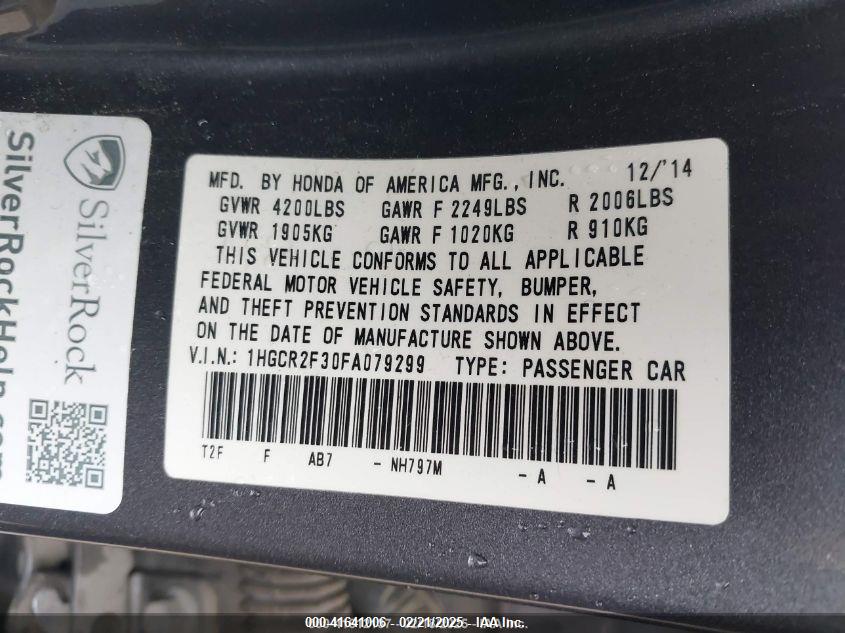 SilverRock
SilverRockHelp.com
MFD. BY HONDA OF AMERICA MFG., INC. 12/'14
GVWR 4200LBS GAWR F 2249LBS R 2006LBS
GVWR 1905KG GAWR F 1020KG R 910KG
THIS VEHICLE CONFORMS TO ALL APPLICABLE
FEDERAL MOTOR VEHICLE SAFETY, BUMPER,
AND THEFT PREVENTION STANDARDS IN EFFECT
ON THE DATE OF MANUFACTURE SHOWN ABOVE.
V.I.N.: 1HGCR2F30FA079299 TYPE: PASSENGER CAR
T2F F AB7 - NH797M - A - A
000-41641006 - 02/21/2025 - IAA Inc.